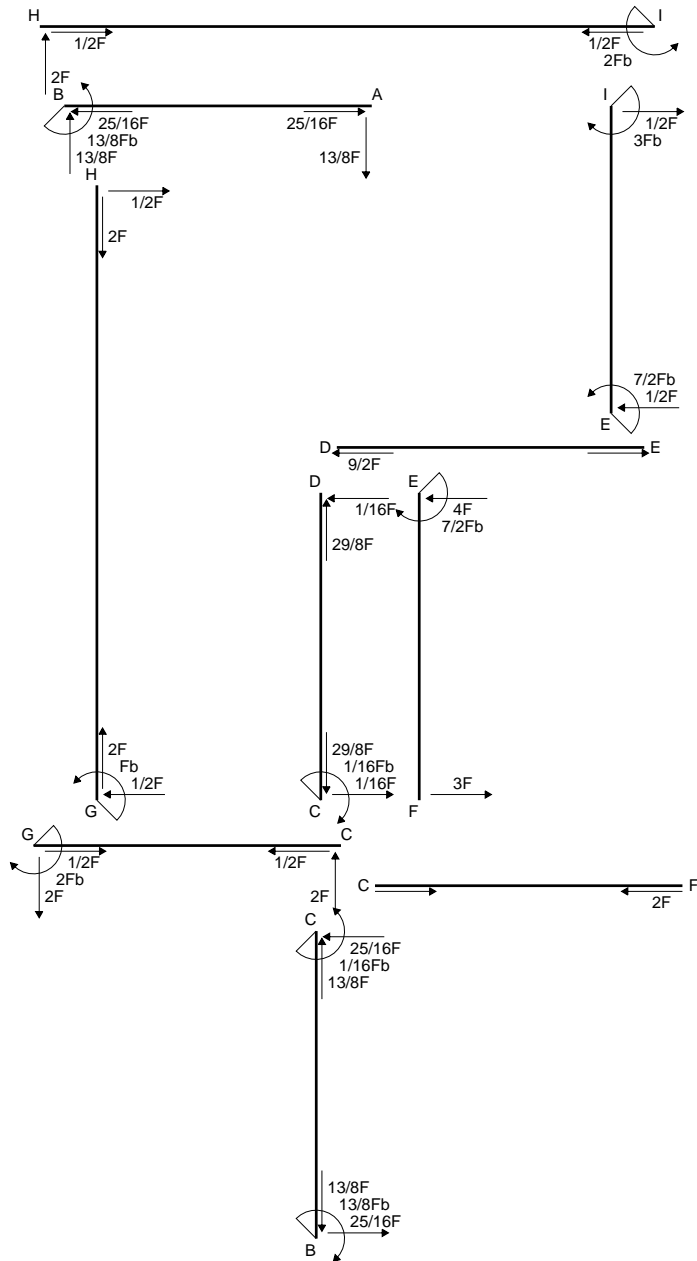 H I
1/2F 1/2F
2Fb
2F
B A I
25/16F 25/16F 1/2F
13/8Fb 3Fb
13/8F 13/8F
H
1/2F
2F
7/2Fb
1/2F
E
D E
9/2F
D E
1/16F 4F
7/2Fb
29/8F
2F 29/8F
Fb 1/16Fb
1/2F 1/16F 3F
G C F
G C
1/2F 1/2F
2Fb
2F 2F
C F
2F
C
25/16F
1/16Fb
13/8F
13/8F
13/8Fb
25/16F
B